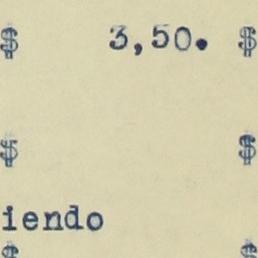 $ 3,50. $
$ $
iendo
$ $